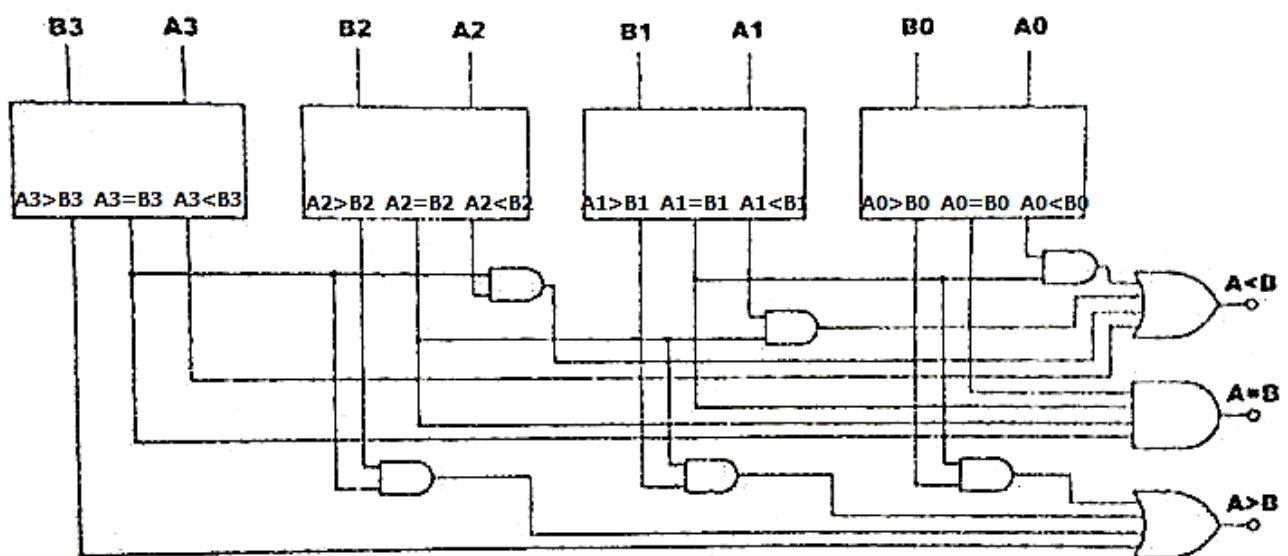 B3 A3 B2 A2 B1 A1 B0 A0
A3>B3 A3=B3 A3<B3 A2>B2 A2=B2 A2<B2 A1>B1 A1=B1 A1<B1 A0>B0 A0=B0 A0<B0
A<B
A=B
A>B